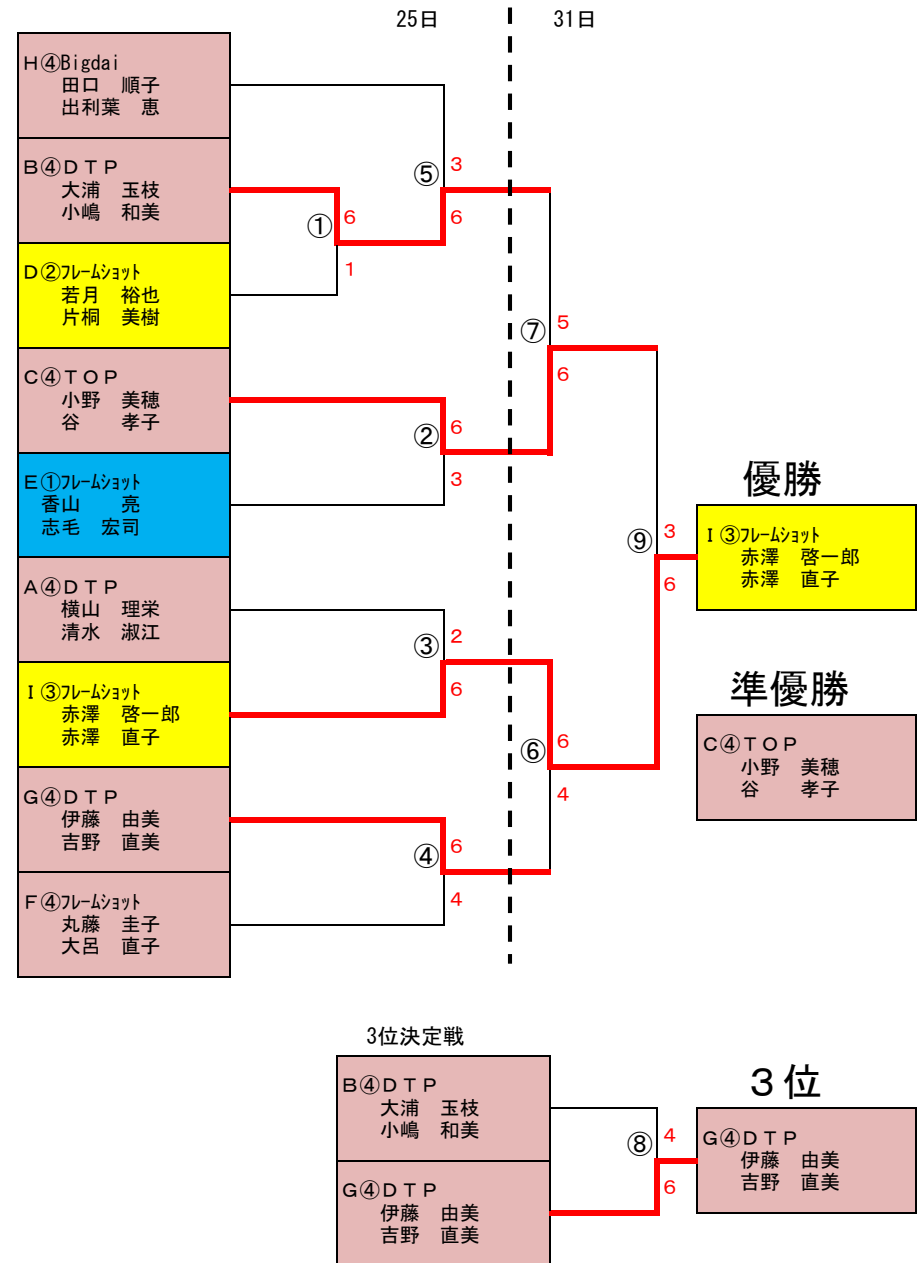 25日
31日
H④Bigdai
田口　順子
出利葉　恵
B④ＤＴＰ
大浦　玉枝
小嶋　和美
D②ﾌﾚｰﾑｼｮｯﾄ
若月　裕也
片桐　美樹
C④ＴＯＰ
小野　美穂
谷　　孝子
E①ﾌﾚｰﾑｼｮｯﾄ
香山　　亮
志毛　宏司
A④ＤＴＰ
横山　理栄
清水　淑江
I③ﾌﾚｰﾑｼｮｯﾄ
赤澤　啓一郎
赤澤　直子
G④ＤＴＰ
伊藤　由美
吉野　直美
F④ﾌﾚｰﾑｼｮｯﾄ
丸藤　圭子
大呂　直子
① 6
1
⑤ 3
6
② 6
3
③ 2
6
④ 6
4
⑦ 5
6
⑥ 6
4
⑨ 3
6
優勝
I③ﾌﾚｰﾑｼｮｯﾄ
赤澤　啓一郎
赤澤　直子
準優勝
C④ＴＯＰ
小野　美穂
谷　　孝子
3位決定戦
B④ＤＴＰ
大浦　玉枝
小嶋　和美
G④ＤＴＰ
伊藤　由美
吉野　直美
⑧ 4
6
３位
G④ＤＴＰ
伊藤　由美
吉野　直美